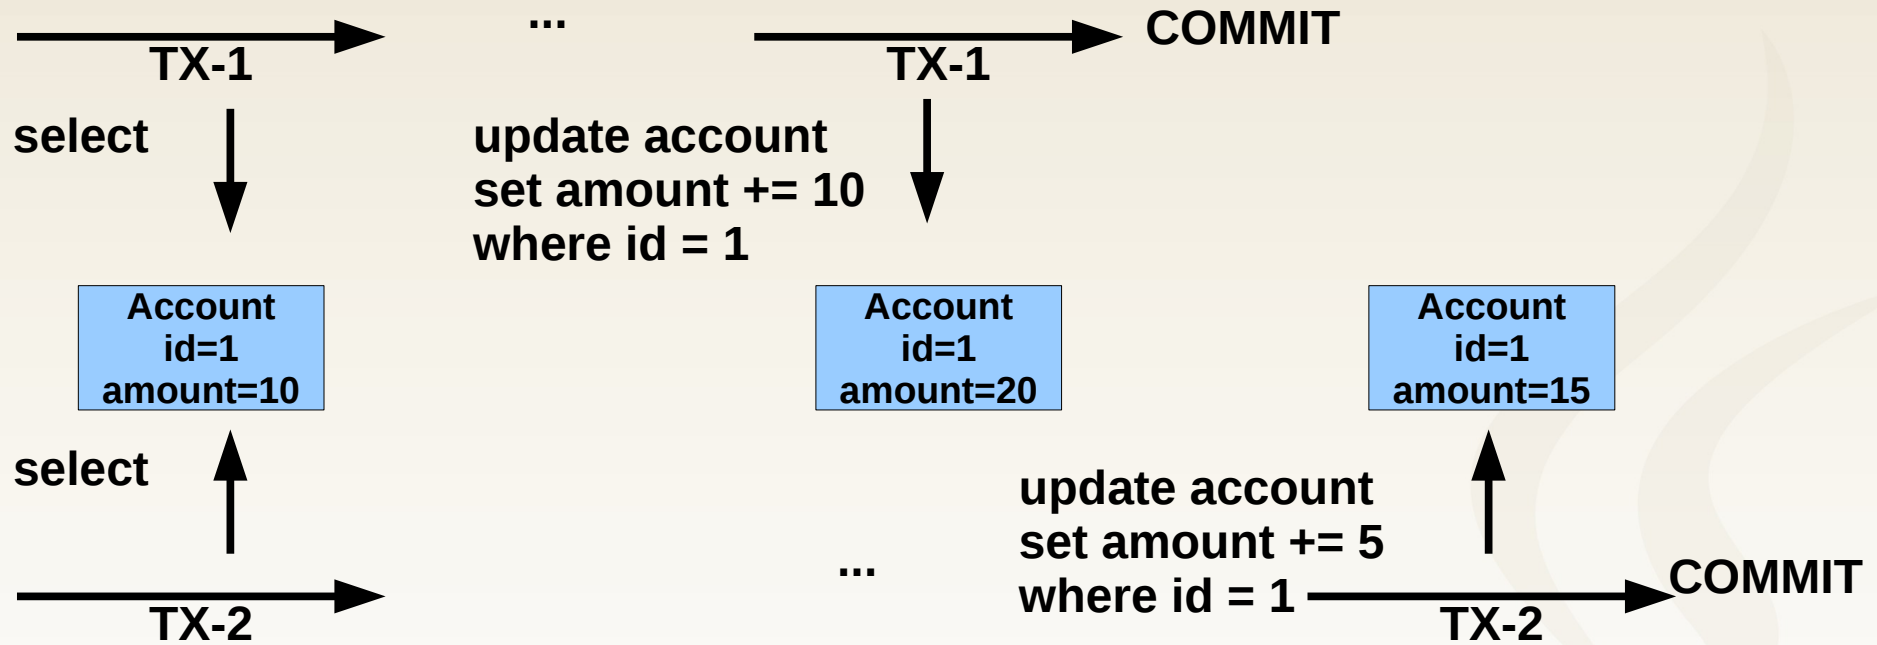 ...
COMMIT
TX-1
TX-1
select
update account
set amount += 10
where id = 1
Account
id=1
amount=10
Account
id=1
amount=20
Account
id=1
amount=15
select
update account
set amount += 5
where id = 1
...
COMMIT
TX-2
TX-2